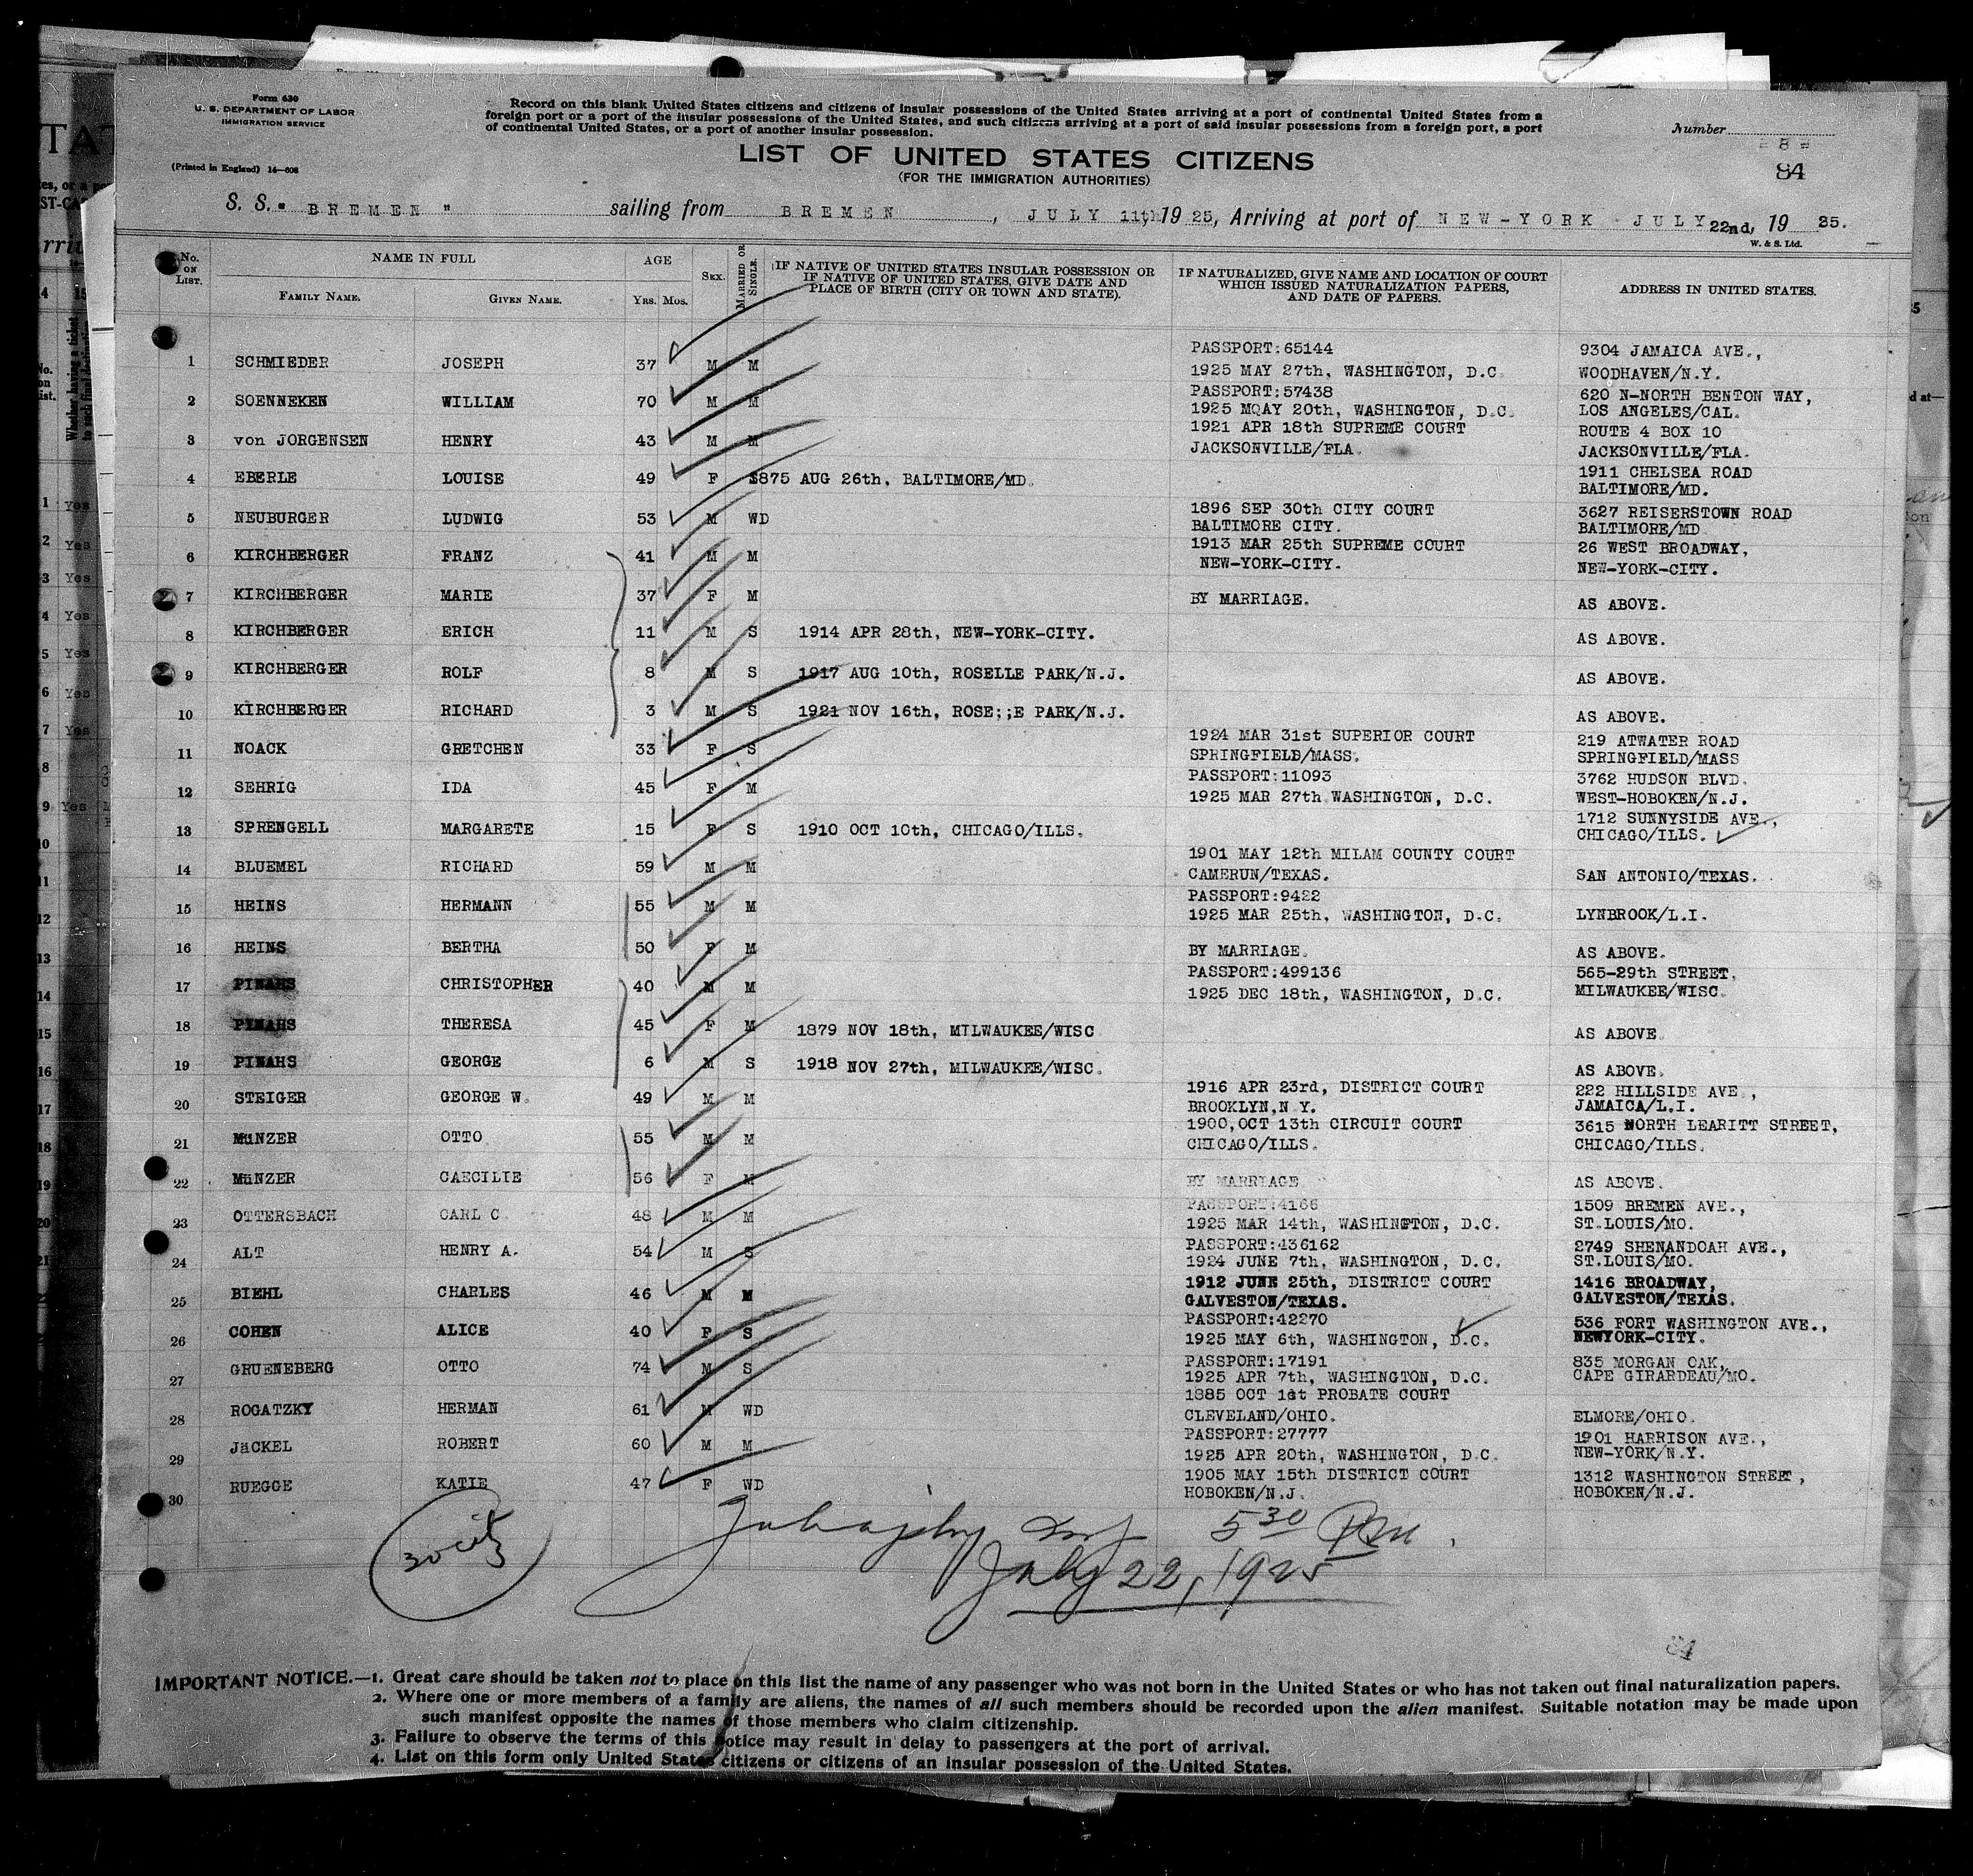 Form 630
U. S. DEPARTMENT OF LABOR
IMMIGRATION SERVICE
(Printed in England) 14—608
Record on this blank United States citizens and citizens of insular possessions of the United States arriving at a port of continental United States from a
foreign port or a port of the insular possessions of the United States, and such citizens arriving at a port of said insular possessions from a foreign port, a port
of continental United States, or a port of another insular possession.
Number
= 8 =
84
LIST OF UNITED STATES CITIZENS
(FOR THE IMMIGRATION AUTHORITIES)
S. S. " BREMEN " sailing from BREMEN, JULY 11th 19 25, Arriving at port of NEW-YORK JULY 22nd, 19 25.
W. & S. Ltd.
No. on List. NAME IN FULL AGE Sex. Married or Single. IF NATIVE OF UNITED STATES INSULAR POSSESSION OR IF NATIVE OF UNITED STATES, GIVE DATE AND PLACE OF BIRTH (CITY OR TOWN AND STATE). IF NATURALIZED, GIVE NAME AND LOCATION OF COURT WHICH ISSUED NATURALIZATION PAPERS, AND DATE OF PAPERS. ADDRESS IN UNITED STATES.
Family Name. Given Name. Yrs. Mos.
1 SCHMIEDER JOSEPH 37 M M PASSPORT:65144 1925 MAY 27th, WASHINGTON, D.C. 9304 JAMAICA AVE., WOODHAVEN/N.Y.
2 SOENNEKEN WILLIAM 70 M M PASSPORT:57438 1925 MQAY 20th, WASHINGTON, D.C. 620 N-NORTH BENTON WAY, LOS ANGELES/CAL.
3 von JORGENSEN HENRY 43 M M 1921 APR 18th SUPREME COURT JACKSONVILLE/FLA. ROUTE 4 BOX 10 JACKSONVILLE/FLA.
4 EBERLE LOUISE 49 F S 1875 AUG 26th, BALTIMORE/MD. 1911 CHELSEA ROAD BALTIMORE/MD.
5 NEUBURGER LUDWIG 53 M WD 1896 SEP 30th CITY COURT BALTIMORE CITY. 3627 REISERSTOWN ROAD BALTIMORE/MD
6 KIRCHBERGER FRANZ 41 M M 1913 MAR 25th SUPREME COURT NEW-YORK-CITY. 26 WEST BROADWAY, NEW-YORK-CITY.
7 KIRCHBERGER MARIE 37 F M BY MARRIAGE. AS ABOVE.
8 KIRCHBERGER ERICH 11 M S 1914 APR 28th, NEW-YORK-CITY. AS ABOVE.
9 KIRCHBERGER ROLF 8 M S 1917 AUG 10th, ROSELLE PARK/N.J. AS ABOVE.
10 KIRCHBERGER RICHARD 3 M S 1921 NOV 16th, ROSE;;E PARK/N.J. AS ABOVE.
11 NOACK GRETCHEN 33 F S 1924 MAR 31st SUPERIOR COURT SPRINGFIELD/MASS. 219 ATWATER ROAD SPRINGFIELD/MASS
12 SEHRIG IDA 45 F M PASSPORT:11093 1925 MAR 27th WASHINGTON, D.C. 3762 HUDSON BLVD. WEST-HOBOKEN/N.J.
13 SPRENGELL MARGARETE 15 F S 1910 OCT 10th, CHICAGO/ILLS. 1712 SUNNYSIDE AVE., CHICAGO/ILLS.
14 BLUEMEL RICHARD 59 M M 1901 MAY 12th MILAM COUNTY COURT CAMERUN/TEXAS. SAN ANTONIO/TEXAS.
15 HEINS HERMANN 55 M M PASSPORT:9422 1925 MAR 25th, WASHINGTON, D.C. LYNBROOK/L.I.
16 HEINS BERTHA 50 F M BY MARRIAGE. AS ABOVE.
17 PINAHS CHRISTOPHER 40 M M PASSPORT:499136 1925 DEC 18th, WASHINGTON, D.C. 565-29th STREET, MILWAUKEE/WISC.
18 PINAHS THERESA 45 F M 1879 NOV 18th, MILWAUKEE/WISC AS ABOVE
19 PINAHS GEORGE 6 M S 1918 NOV 27th, MILWAUKEE/WISC. AS ABOVE.
20 STEIGER GEORGE W. 49 M M 1916 APR 23rd, DISTRICT COURT BROOKLYN,N.Y. 222 HILLSIDE AVE., JAMAICA/L.I.
21 MüNZER OTTO 55 M M 1900,OCT 13th CIRCUIT COURT CHICAGO/ILLS. 3615 NORTH LEARITT STREET, CHICAGO/ILLS.
22 MüNZER CAECILIE 56 F M BY MARRIAGE AS ABOVE.
23 OTTERSBACH CARL C. 48 M M PASSPORT:4166 1925 MAR 14th, WASHINGTON, D.C. 1509 BREMEN AVE., ST.LOUIS/MO.
24 ALT HENRY A. 54 M S PASSPORT:436162 1924 JUNE 7th, WASHINGTON, D.C. 2749 SHENANDOAH AVE., ST.LOUIS/MO.
25 BIEHL CHARLES 46 M M 1912 JUNE 25th, DISTRICT COURT GALVESTON/TEXAS. 1416 BROADWAY, GALVESTON/TEXAS.
26 COHEN ALICE 40 F S PASSPORT:42270 1925 MAY 6th, WASHINGTON, D.C. 536 FORT WASHINGTON AVE., NEWYORK-CITY.
27 GRUENEBERG OTTO 74 M S PASSPORT:17191 1925 APR 7th, WASHINGTON, D.C. 835 MORGAN OAK, CAPE GIRARDEAU/MO.
28 ROGATZKY HERMAN 61 M WD 1885 OCT 1st PROBATE COURT CLEVELAND/OHIO. ELMORE/OHIO.
29 JäCKEL ROBERT 60 M M PASSPORT:27777 1925 APR 20th, WASHINGTON, D.C. 1901 HARRISON AVE., NEW-YORK/N.Y.
30 RUEGGE KATIE 47 F WD 1905 MAY 15th DISTRICT COURT HOBOKEN/N.J. 1312 WASHINGTON STREET, HOBOKEN/N.J.
30 cits
5 30 PM.
July 22, 1925
84
IMPORTANT NOTICE.—1. Great care should be taken not to place on this list the name of any passenger who was not born in the United States or who has not taken out final naturalization papers.
2. Where one or more members of a family are aliens, the names of all such members should be recorded upon the alien manifest. Suitable notation may be made upon
such manifest opposite the names of those members who claim citizenship.
3. Failure to observe the terms of this notice may result in delay to passengers at the port of arrival.
4. List on this form only United States citizens or citizens of an insular possession of the United States.